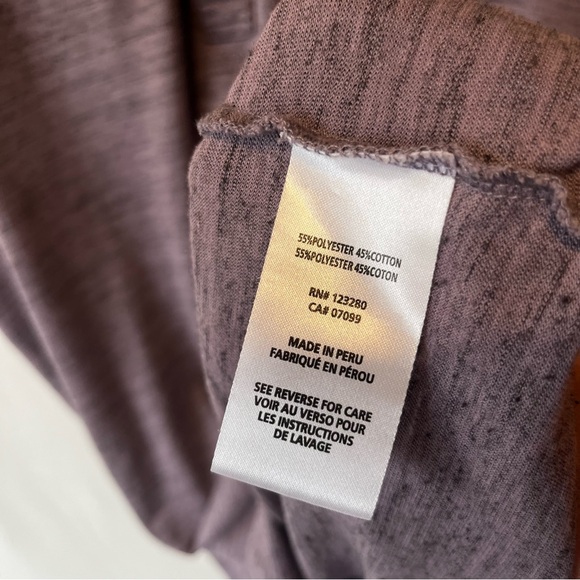 55%POLYESTER 45%COTTON
55%POLYESTER 45%COTON
RN# 123280
CA# 07099
MADE IN PERU
FABRIQUÉ EN PÉROU
SEE REVERSE FOR CARE
VOIR AU VERSO POUR
LES INSTRUCTIONS
DE LAVAGE